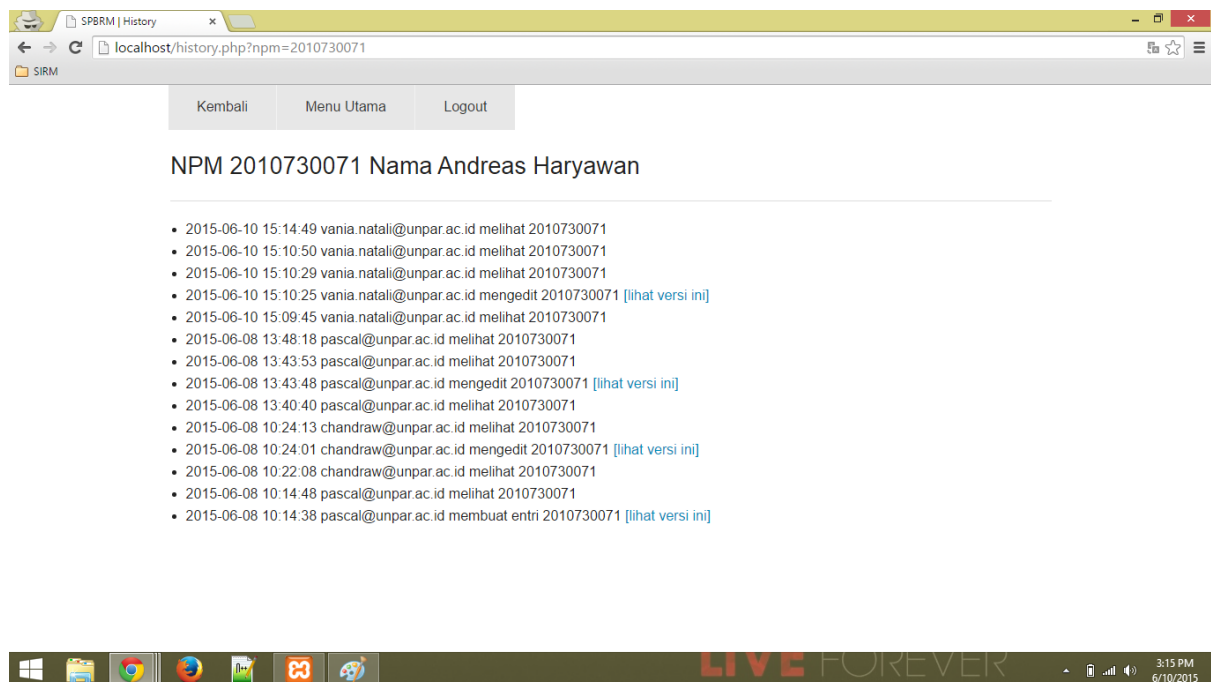 SPBRM | History
localhost/history.php?npm=2010730071
SIRM
Kembali Menu Utama Logout
NPM 2010730071 Nama Andreas Haryawan
2015-06-10 15:14:49 vania.natali@unpar.ac.id melihat 2010730071
2015-06-10 15:10:50 vania.natali@unpar.ac.id melihat 2010730071
2015-06-10 15:10:29 vania.natali@unpar.ac.id melihat 2010730071
2015-06-10 15:10:25 vania.natali@unpar.ac.id mengedit 2010730071 [lihat versi ini]
2015-06-10 15:09:45 vania.natali@unpar.ac.id melihat 2010730071
2015-06-08 13:48:18 pascal@unpar.ac.id melihat 2010730071
2015-06-08 13:43:53 pascal@unpar.ac.id melihat 2010730071
2015-06-08 13:43:48 pascal@unpar.ac.id mengedit 2010730071 [lihat versi ini]
2015-06-08 13:40:40 pascal@unpar.ac.id melihat 2010730071
2015-06-08 10:24:13 chandraw@unpar.ac.id melihat 2010730071
2015-06-08 10:24:01 chandraw@unpar.ac.id mengedit 2010730071 [lihat versi ini]
2015-06-08 10:22:08 chandraw@unpar.ac.id melihat 2010730071
2015-06-08 10:14:48 pascal@unpar.ac.id melihat 2010730071
2015-06-08 10:14:38 pascal@unpar.ac.id membuat entri 2010730071 [lihat versi ini]
LIVE FOREVER
3:15 PM
6/10/2015